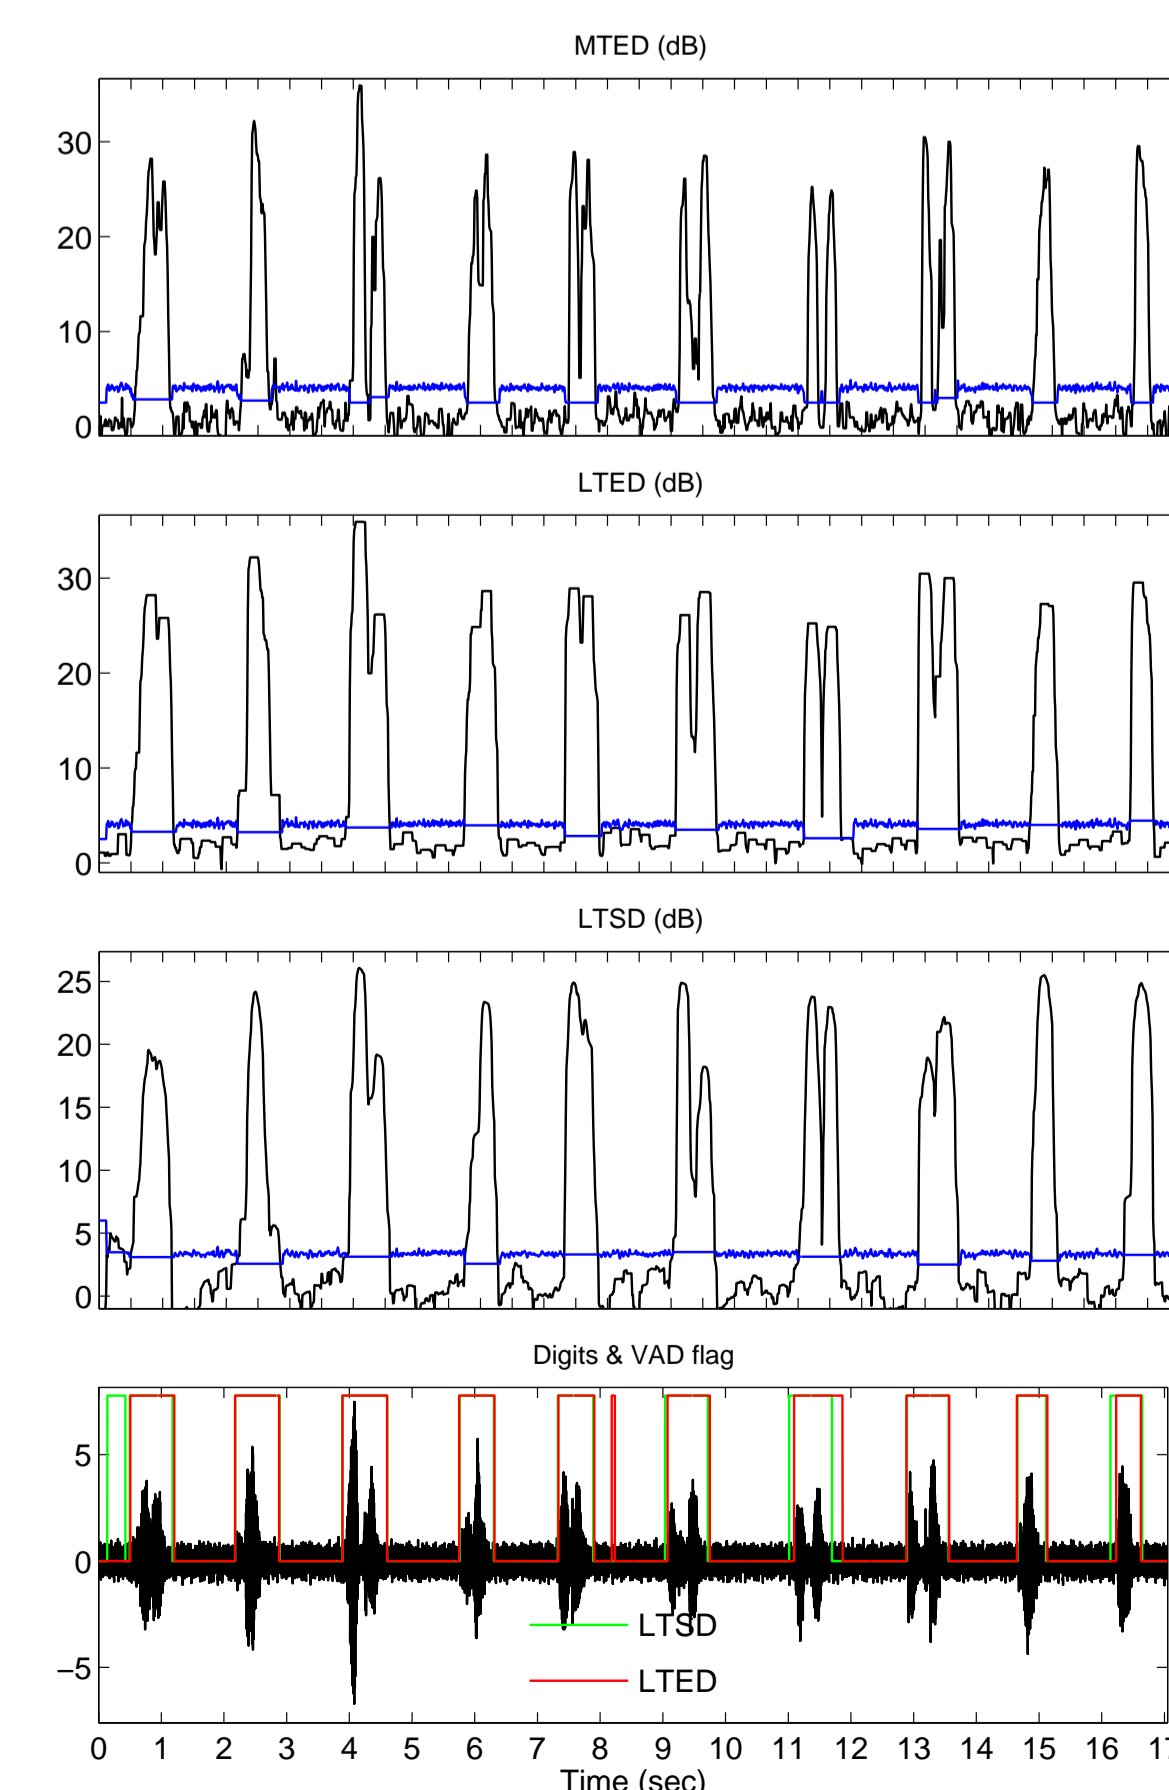 MTED (dB)
30
20
10
0
LTED (dB)
30
20
10
0
LTSD (dB)
25
20
15
10
5
0
Digits & VAD flag
5
0
−5
LTSD
LTED
0 1 2 3 4 5 6 7 8 9 10 11 12 13 14 15 16 17
Time (sec)